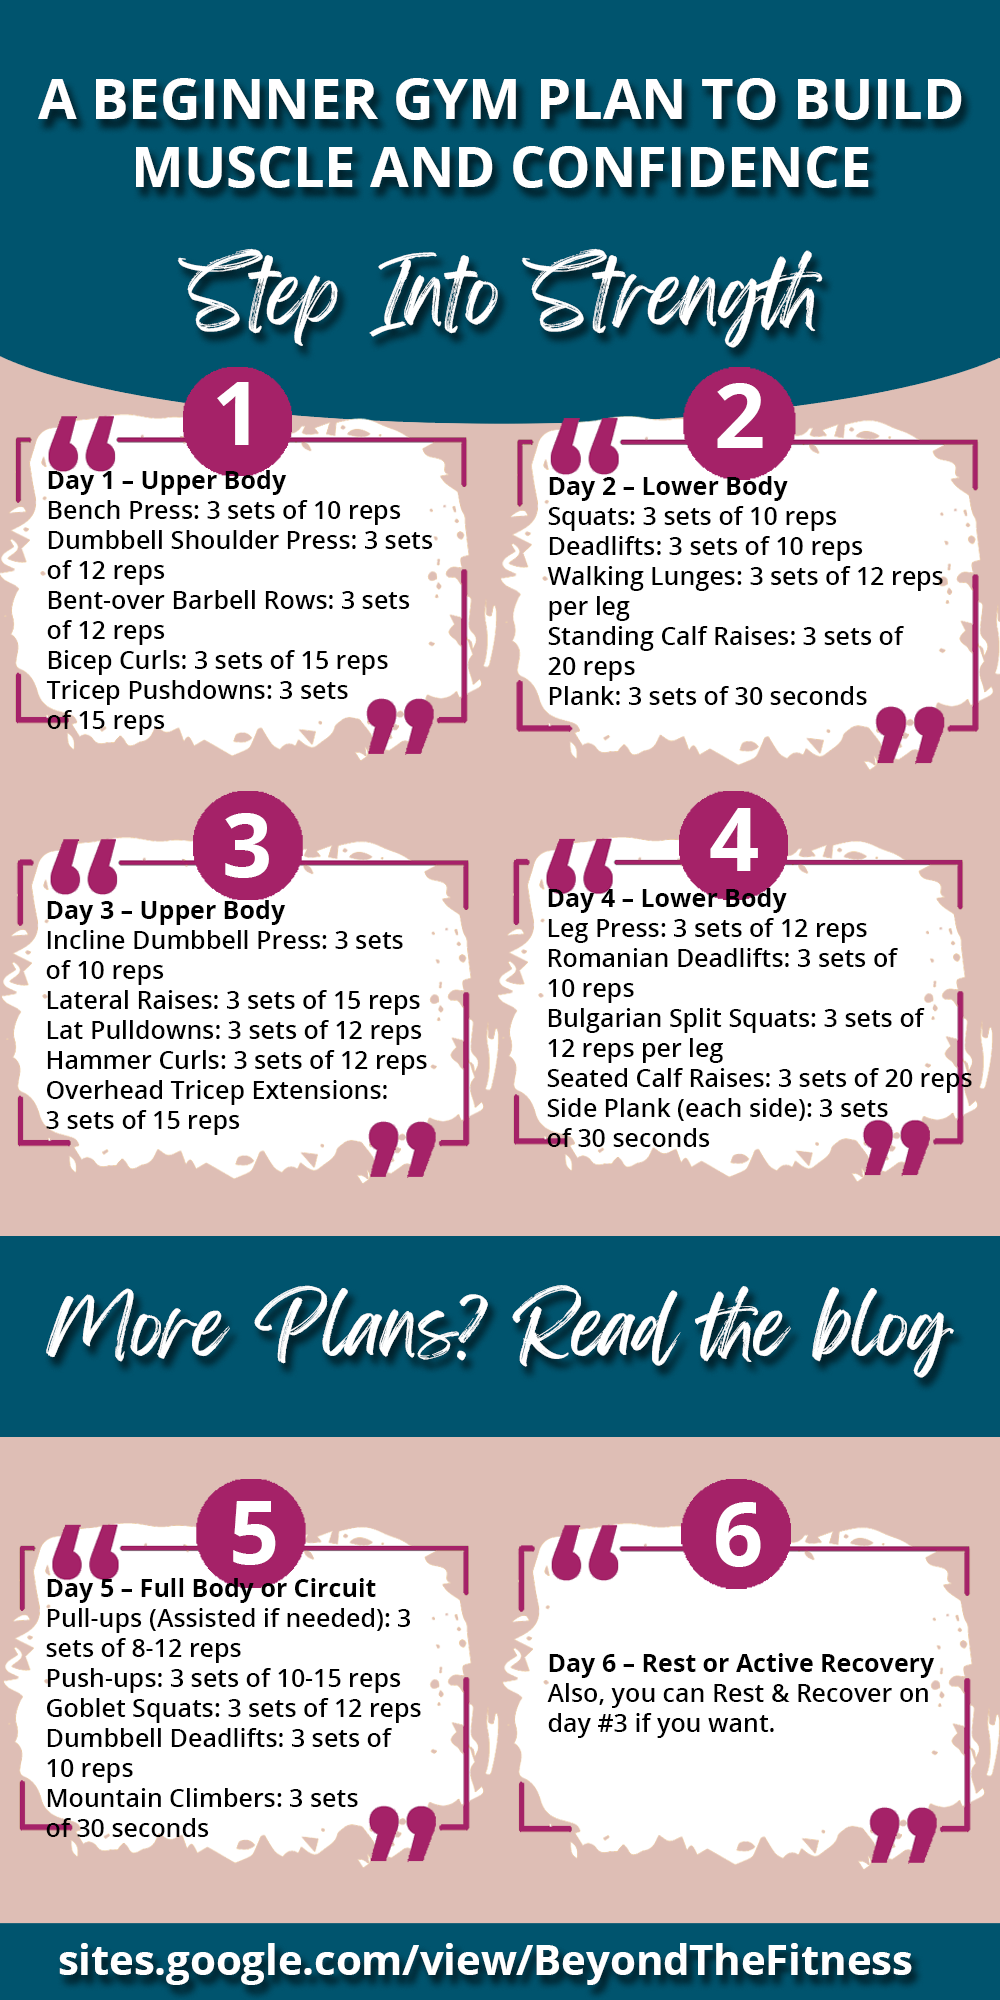 A BEGINNER GYM PLAN TO BUILD
MUSCLE AND CONFIDENCE
Step Into Strength
1
Day 1 – Upper Body
Bench Press: 3 sets of 10 reps
Dumbbell Shoulder Press: 3 sets
of 12 reps
Bent-over Barbell Rows: 3 sets
of 12 reps
Bicep Curls: 3 sets of 15 reps
Tricep Pushdowns: 3 sets
of 15 reps
2
Day 2 – Lower Body
Squats: 3 sets of 10 reps
Deadlifts: 3 sets of 10 reps
Walking Lunges: 3 sets of 12 reps
per leg
Standing Calf Raises: 3 sets of
20 reps
Plank: 3 sets of 30 seconds
3
Day 3 – Upper Body
Incline Dumbbell Press: 3 sets
of 10 reps
Lateral Raises: 3 sets of 15 reps
Lat Pulldowns: 3 sets of 12 reps
Hammer Curls: 3 sets of 12 reps
Overhead Tricep Extensions:
3 sets of 15 reps
4
Day 4 – Lower Body
Leg Press: 3 sets of 12 reps
Romanian Deadlifts: 3 sets of
10 reps
Bulgarian Split Squats: 3 sets of
12 reps per leg
Seated Calf Raises: 3 sets of 20 reps
Side Plank (each side): 3 sets
of 30 seconds
More Plans? Read the blog
5
Day 5 – Full Body or Circuit
Pull-ups (Assisted if needed): 3
sets of 8-12 reps
Push-ups: 3 sets of 10-15 reps
Goblet Squats: 3 sets of 12 reps
Dumbbell Deadlifts: 3 sets of
10 reps
Mountain Climbers: 3 sets
of 30 seconds
6
Day 6 – Rest or Active Recovery
Also, you can Rest & Recover on
day #3 if you want.
sites.google.com/view/BeyondTheFitness